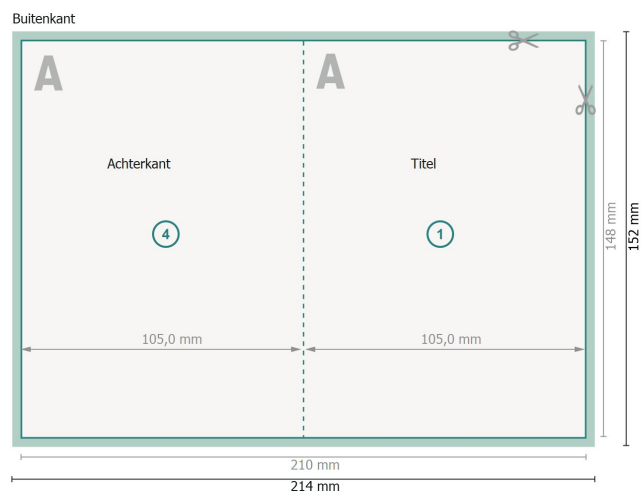 Buitenkant
A
A
Achterkant
Titel
4
1
148 mm
152 mm
105,0 mm
105,0 mm
210 mm
214 mm